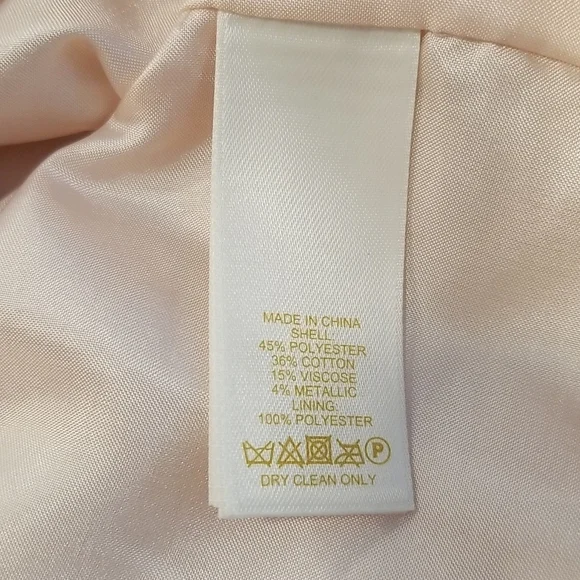 MADE IN CHINA
SHELL:
45% POLYESTER
36% COTTON
15% VISCOSE
4% METALLIC
LINING:
100% POLYESTER
P
DRY CLEAN ONLY